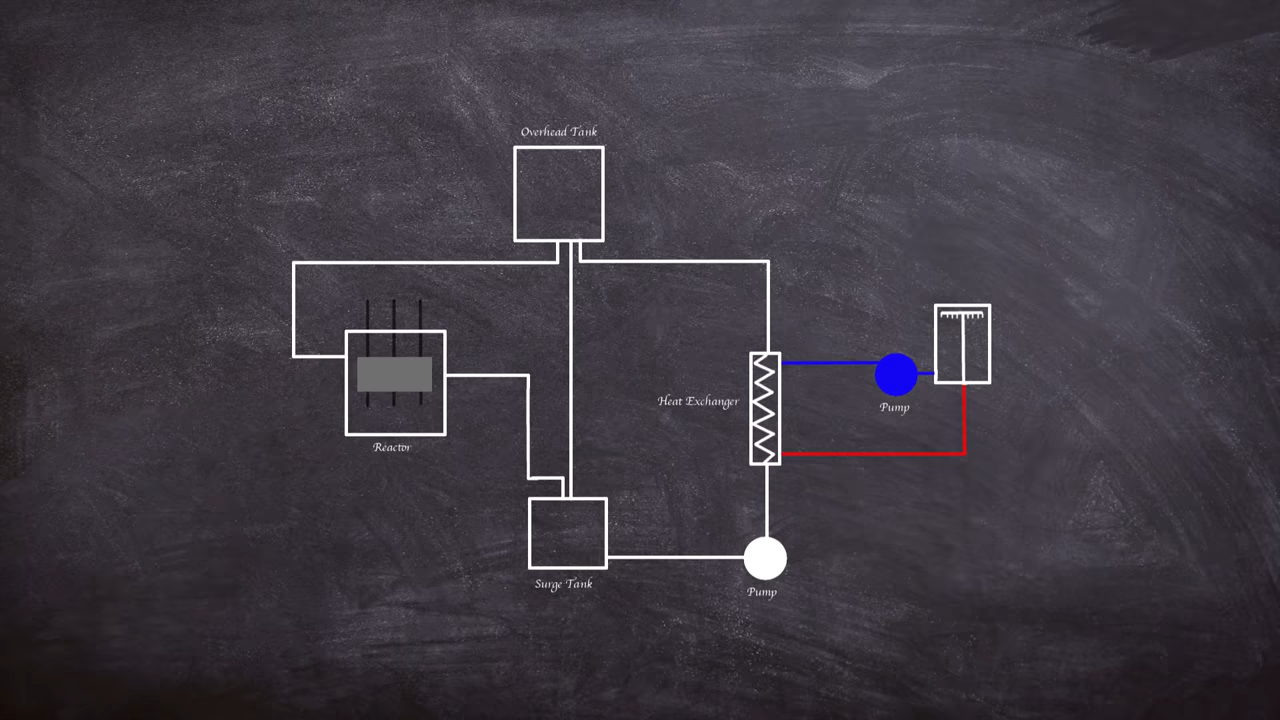 Overhead Tank
Heat Exchanger
Pump
Reactor
Surge Tank
Pump